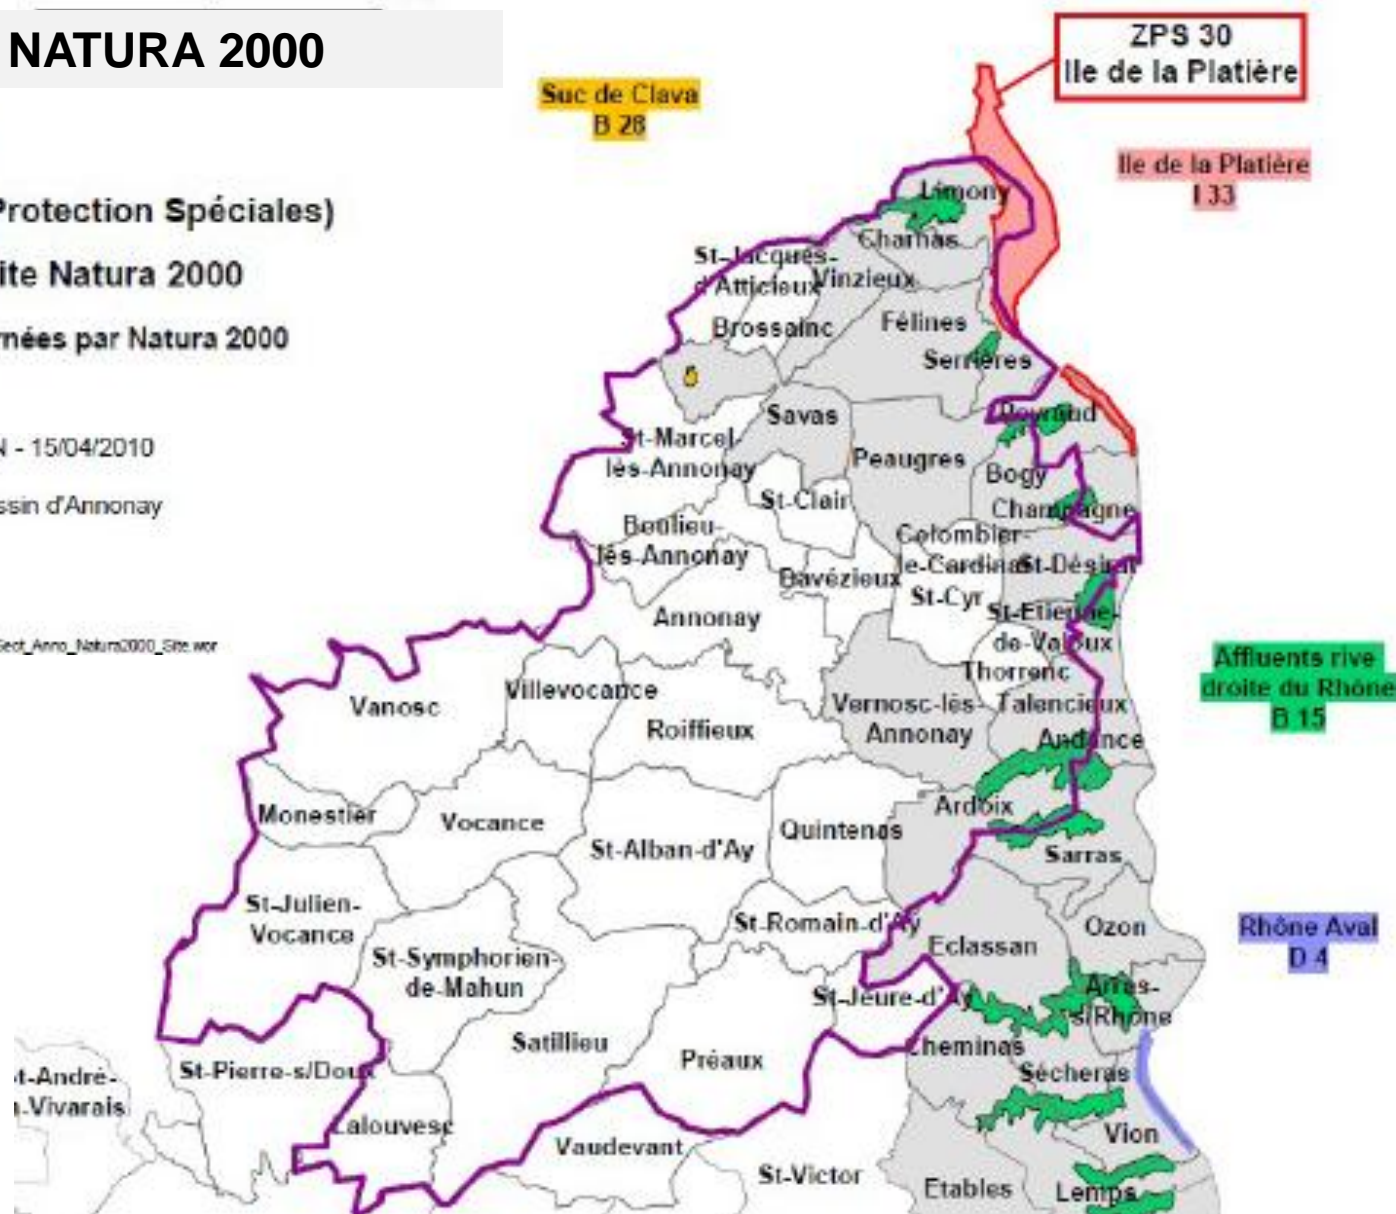 NATURA 2000
ZPS 30
Ile de la Platière
Suc de Clava
B 28
Ile de la Platière
I 33
Protection Spéciales)
ite Natura 2000
rnées par Natura 2000
N - 15/04/2010
ssin d'Annonay
Sect_Anno_Natura2000_Site.wor
Limony
Charnas
St-Jacques-
d'Atticieux
Vinzieux
Brossainc
Félines
Serrières
Savas
Peyraud
St-Marcel-
lès-Annonay
Peaugres
Bogy
St-Clair
Champagne
Boulieu-
lès-Annonay
Colombier-
le-Cardinal
St-Désirat
Davézieux
St-Cyr
Annonay
St-Etienne-
de-Valoux
Thorrenc
Vanosc
Villevocance
Roiffieux
Vernosc-lès-
Annonay
Talencieux
Andance
Affluents rive
droite du Rhône
B 15
Monestier
Vocance
St-Alban-d'Ay
Quintenas
Ardoix
Sarras
St-Julien-
Vocance
St-Romain-d'Ay
Eclassan
Ozon
Rhône Aval
D 4
St-Symphorien-
de-Mahun
St-Jeure-d'Ay
Arras-
s/Rhône
Satillieu
Préaux
Cheminas
Sécheras
St-Pierre-s/Doux
t-André-
-Vivarais
Lalouvesc
Vaudevant
Vion
St-Victor
Etables
Lemps